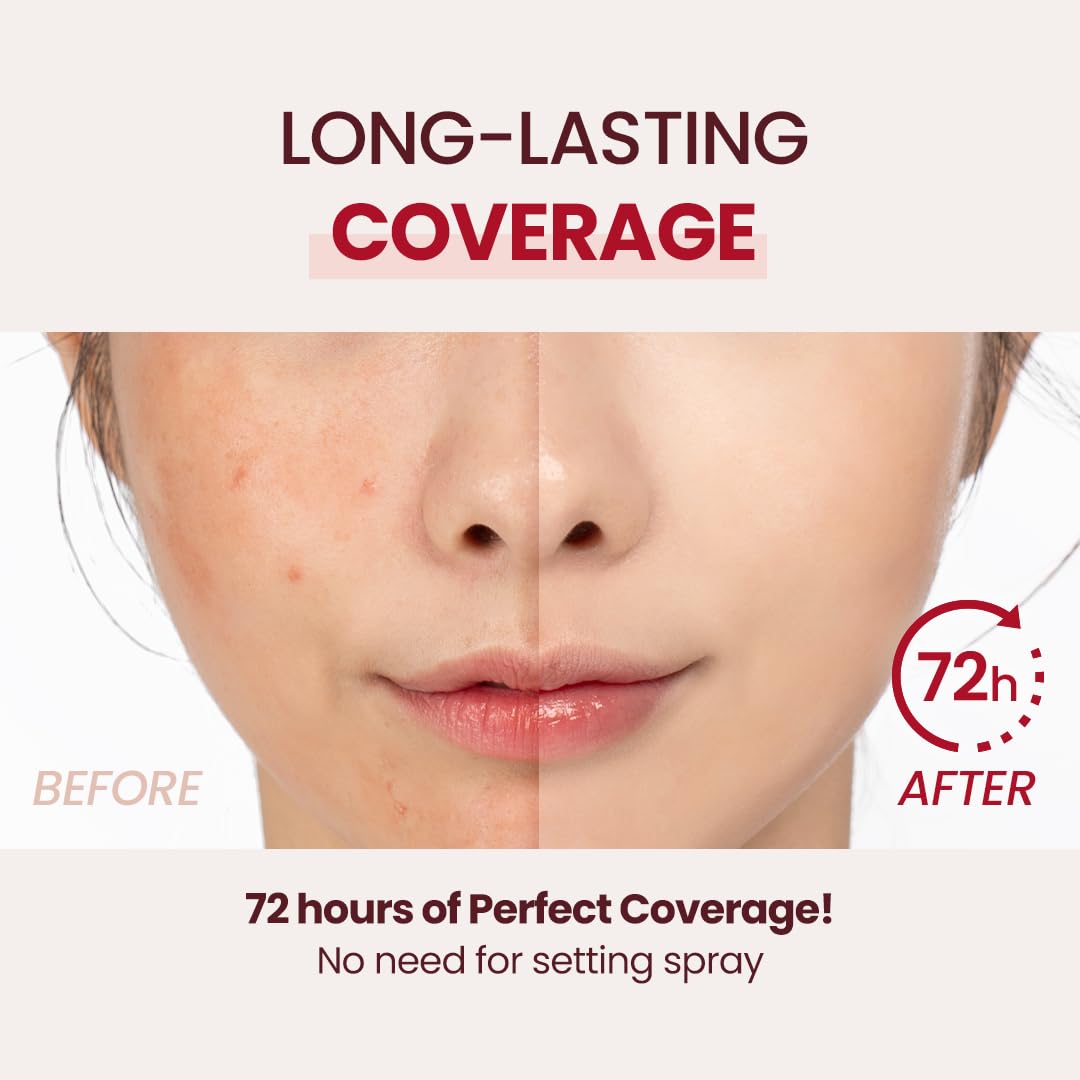 LONG-LASTING
COVERAGE
72h
BEFORE
AFTER
72 hours of Perfect Coverage!
No need for setting spray